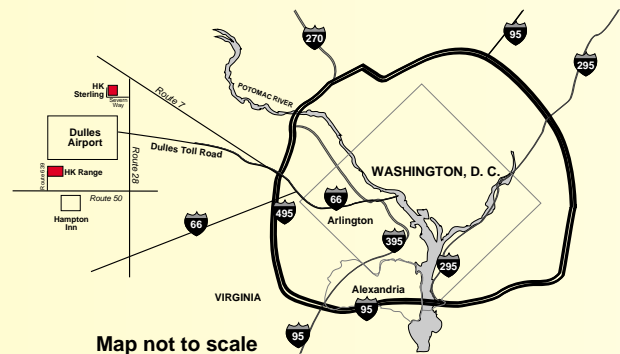 270
95
295
HK
Sterling
Severn
Way
Route 7
POTOMAC RIVER
Dulles
Airport
Dulles Toll Road
Route 28
Route 639
HK Range
WASHINGTON, D. C.
Route 50
66
495
Arlington
Hampton
Inn
66
395
295
Alexandria
VIRGINIA
95
95
Map not to scale